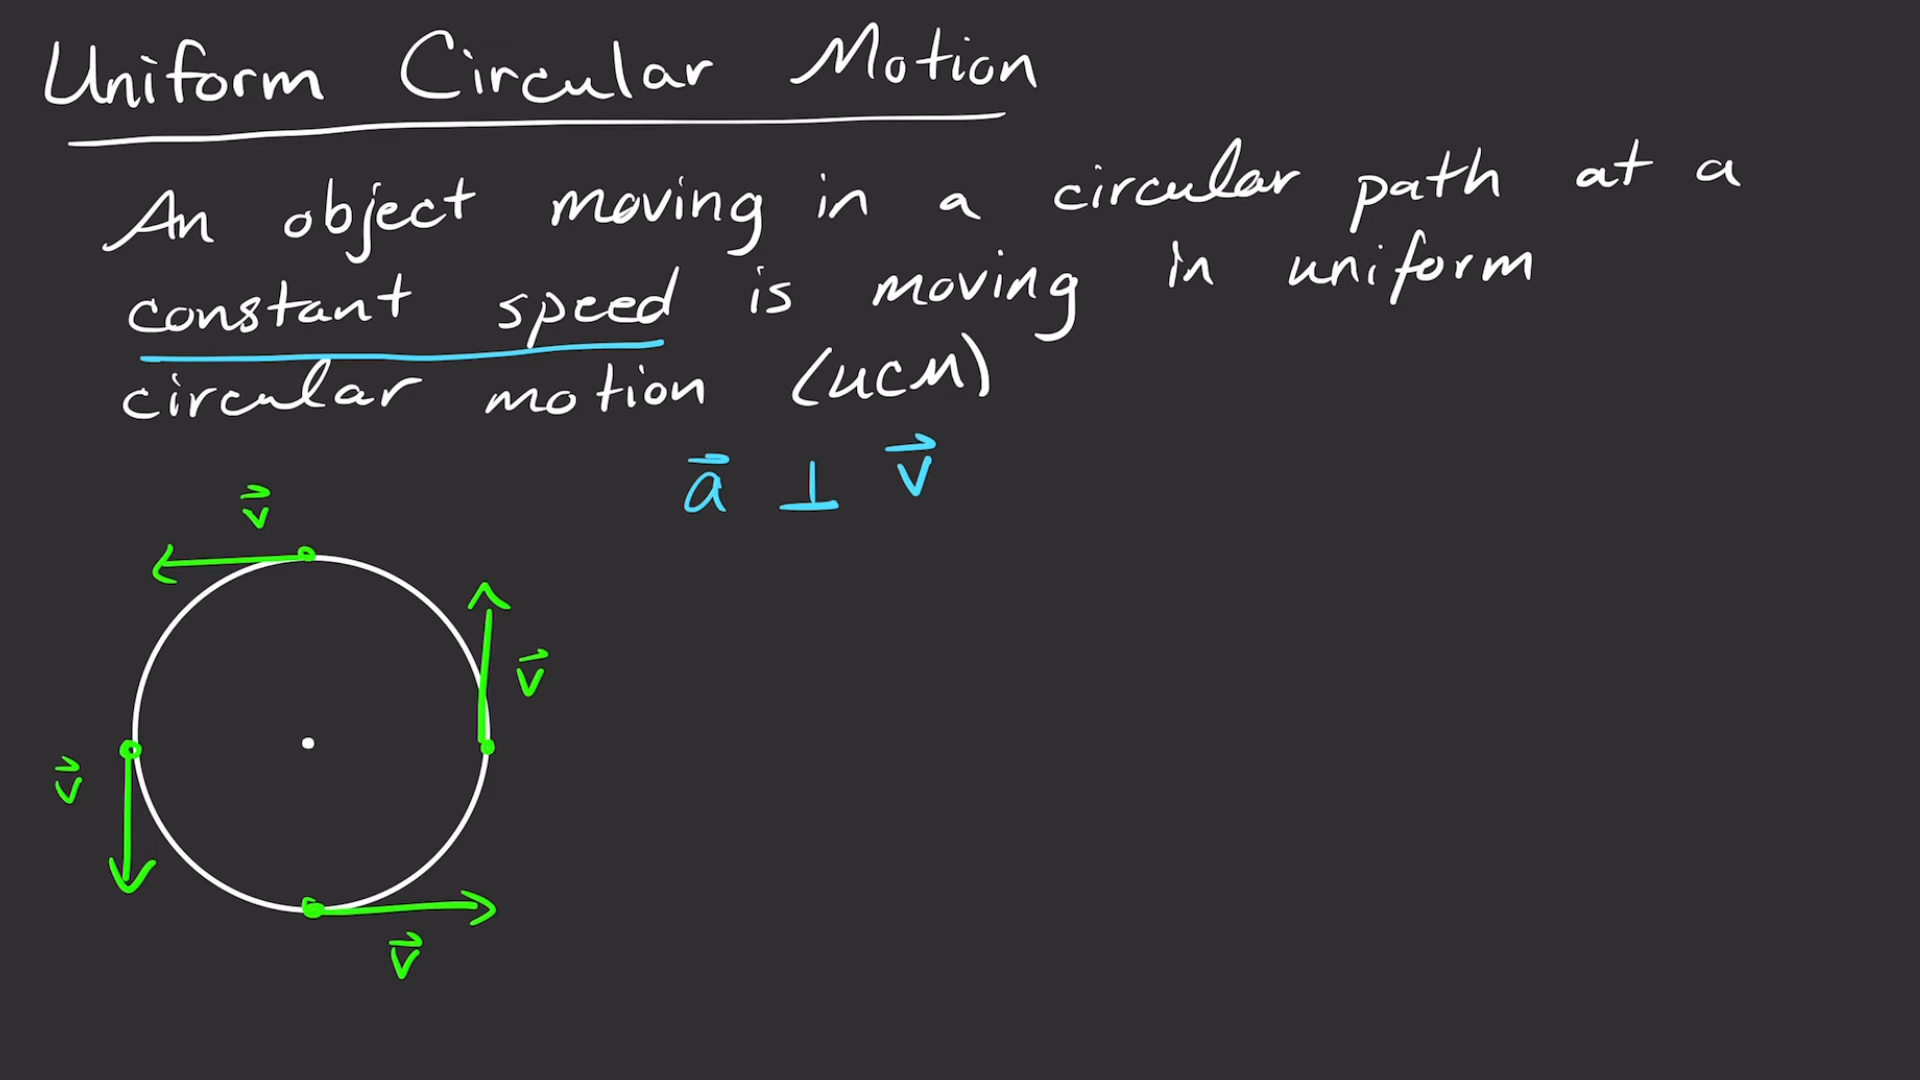 Uniform Circular Motion
An object moving in a circular path at a
constant speed is moving in uniform
circular motion (UCM)
a⃗ ⊥ v⃗
v⃗
v⃗
v⃗
v⃗